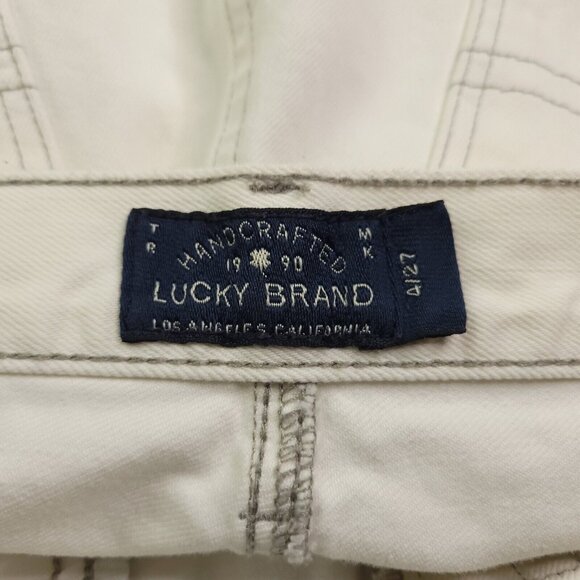 TR
MK
HANDCRAFTED
19 90
LUCKY BRAND
LOS ANGELES, CALIFORNIA
4/27